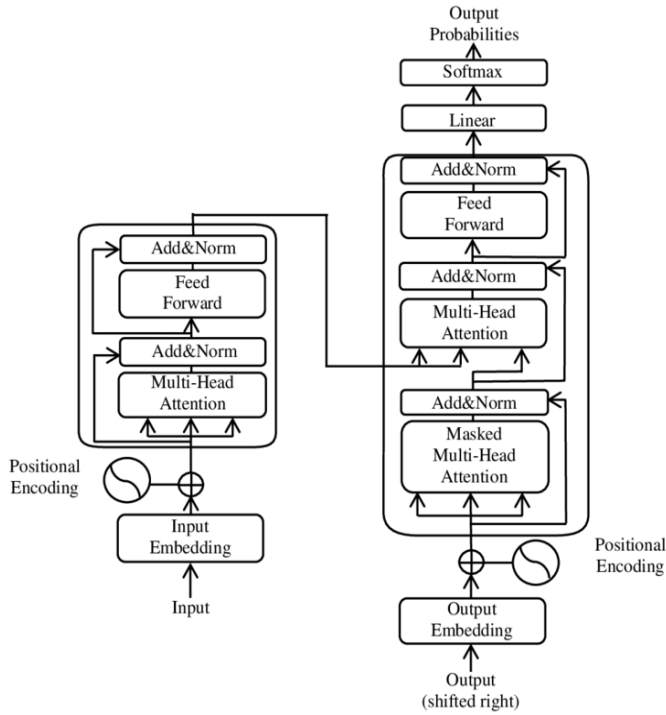 Output
Probabilities
Softmax
Linear
Add&Norm
Feed
Forward
Add&Norm
Multi-Head
Attention
Add&Norm
Masked
Multi-Head
Attention
Positional
Encoding
Output
Embedding
Output
(shifted right)
Add&Norm
Feed
Forward
Add&Norm
Multi-Head
Attention
Positional
Encoding
Input
Embedding
Input